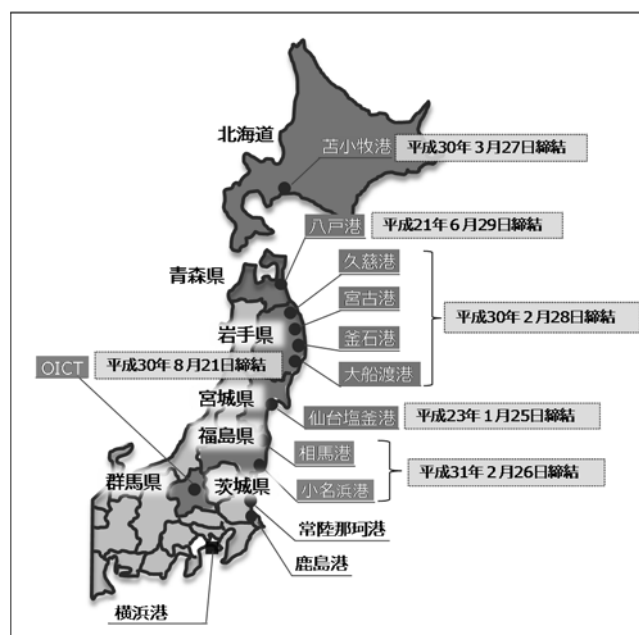 北海道
苫小牧港 平成30年3月27日締結
八戸港 平成21年6月29日締結
青森県
久慈港
宮古港
平成30年2月28日締結
岩手県
釜石港
OICT 平成30年8月21日締結
大船渡港
宮城県
仙台塩釜港 平成23年1月25日締結
福島県
相馬港
平成31年2月26日締結
群馬県
茨城県
小名浜港
常陸那珂港
鹿島港
横浜港